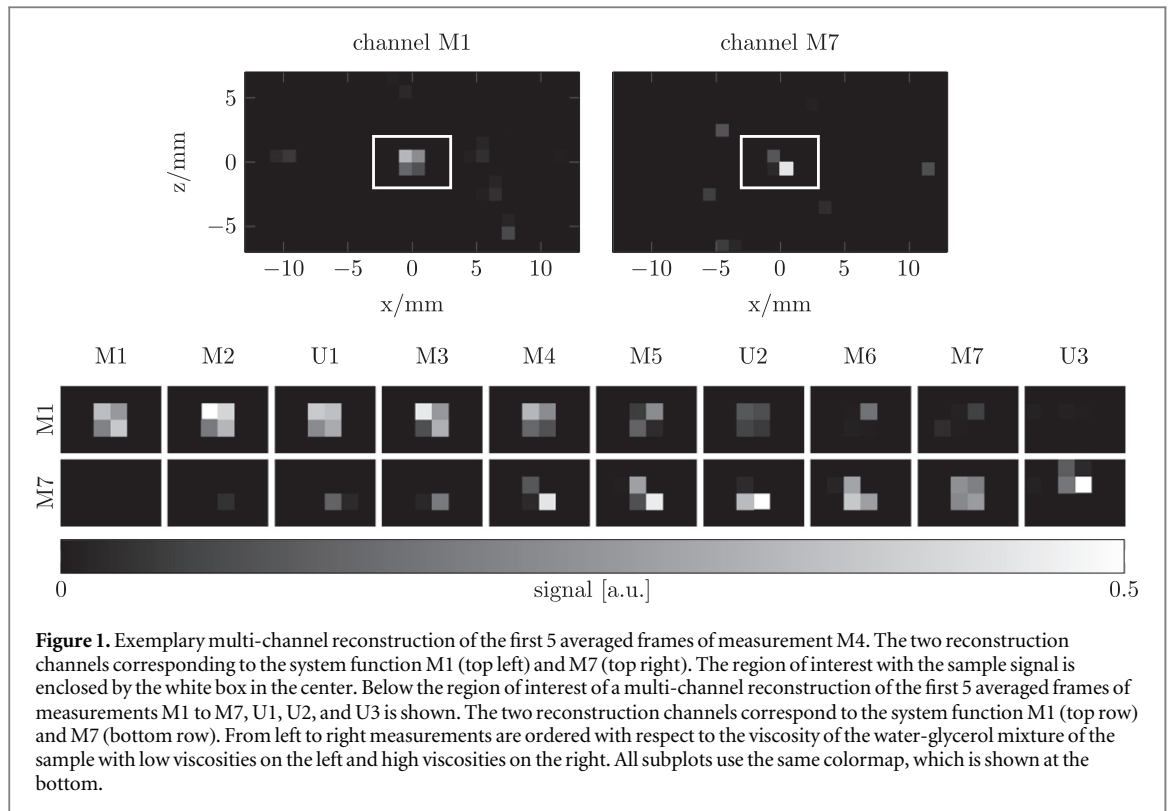 channel M1
channel M7
z/mm
5
0
−5
−10 −5 0 5 10
−10 −5 0 5 10
x/mm
x/mm
M1 M2 U1 M3 M4 M5 U2 M6 M7 U3
M1
M7
0
signal [a.u.]
0.5
Figure 1. Exemplary multi-channel reconstruction of the first 5 averaged frames of measurement M4. The two reconstruction
channels corresponding to the system function M1 (top left) and M7 (top right). The region of interest with the sample signal is
enclosed by the white box in the center. Below the region of interest of a multi-channel reconstruction of the first 5 averaged frames of
measurements M1 to M7, U1, U2, and U3 is shown. The two reconstruction channels correspond to the system function M1 (top row)
and M7 (bottom row). From left to right measurements are ordered with respect to the viscosity of the water-glycerol mixture of the
sample with low viscosities on the left and high viscosities on the right. All subplots use the same colormap, which is shown at the
bottom.